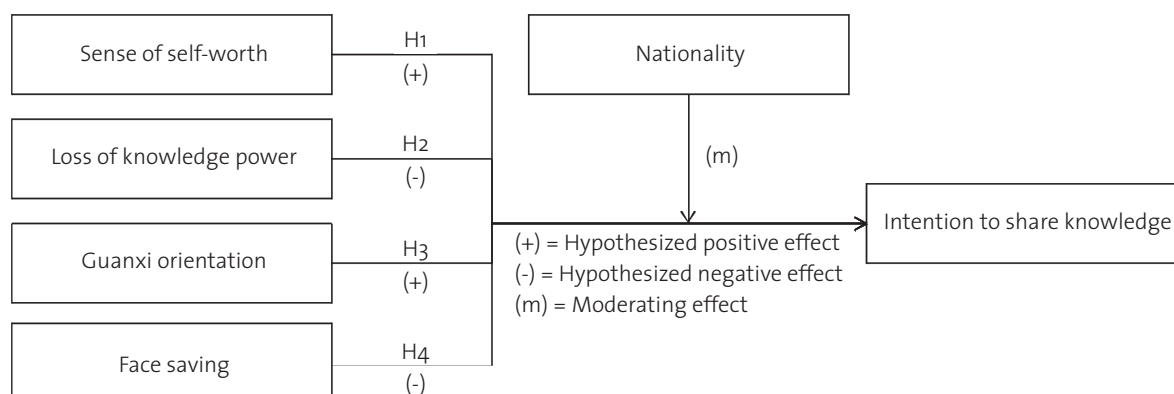 Sense of self-worth
H1
(+)
Nationality
Loss of knowledge power
H2
(-)
(m)
Guanxi orientation
H3
(+)
Intention to share knowledge
(+) = Hypothesized positive effect
(-) = Hypothesized negative effect
(m) = Moderating effect
Face saving
H4
(-)